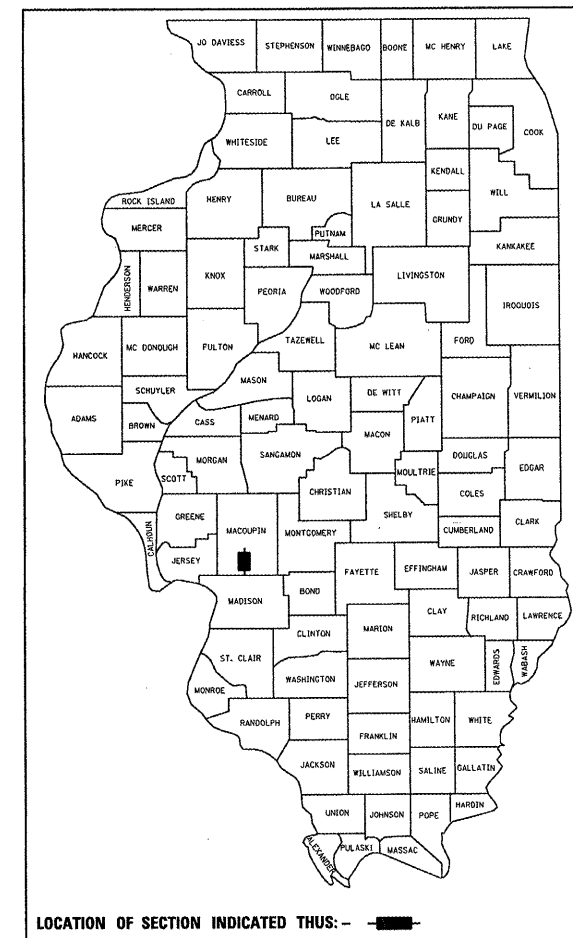 JO DAVIESS STEPHENSON WINNEBAGO BOONE MC HENRY LAKE
CARROLL OGLE
DE KALB KANE DU PAGE COOK
WHITESIDE LEE
KENDALL
WILL
ROCK ISLAND HENRY BUREAU LA SALLE GRUNDY
MERCER PUTNAM
STARK MARSHALL KANKAKEE
HENDERSON WARREN KNOX PEORIA WOODFORD LIVINGSTON IROQUOIS
HANCOCK MC DONOUGH FULTON TAZEWELL MC LEAN FORD
SCHUYLER MASON DE WITT
ADAMS BROWN CASS MENARD LOGAN PIATT CHAMPAIGN VERMILION
MACON
PIKE SCOTT MORGAN SANGAMON CHRISTIAN MOULTRIE DOUGLAS EDGAR
COLES
GREENE MACOUPIN MONTGOMERY SHELBY CUMBERLAND CLARK
CALHOUN JERSEY FAYETTE EFFINGHAM JASPER CRAWFORD
MADISON BOND CLAY RICHLAND LAWRENCE
CLINTON MARION
ST. CLAIR WAYNE EDWARDS WABASH
WASHINGTON JEFFERSON
MONROE
RANDOLPH PERRY FRANKLIN HAMILTON WHITE
JACKSON WILLIAMSON SALINE GALLATIN
UNION JOHNSON POPE HARDIN
ALEXANDER PULASKI MASSAC
LOCATION OF SECTION INDICATED THUS: -